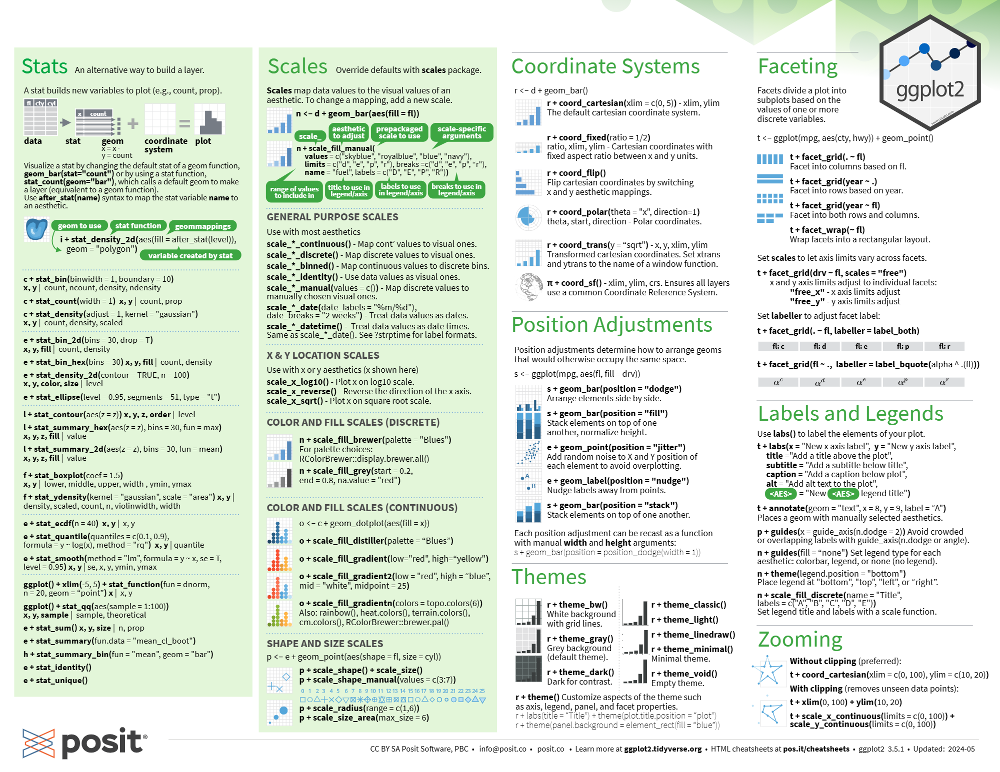 Stats An alternative way to build a layer.
A stat builds new variables to plot (e.g., count, prop).
fl cty cyl
x count
data stat geom coordinate system plot
x = x ·
y = count
Visualize a stat by changing the default stat of a geom function,
geom_bar(stat="count") or by using a stat function,
stat_count(geom="bar"), which calls a default geom to make
a layer (equivalent to a geom function).
Use after_stat(name) syntax to map the stat variable name to
an aesthetic.
geom to use stat function geommappings
i + stat_density_2d(aes(fill = after_stat(level)),
geom = "polygon")
variable created by stat
c + stat_bin(binwidth = 1, boundary = 10)
x, y | count, ncount, density, ndensity
c + stat_count(width = 1) x, y | count, prop
c + stat_density(adjust = 1, kernel = "gaussian")
x, y | count, density, scaled
e + stat_bin_2d(bins = 30, drop = T)
x, y, fill | count, density
e + stat_bin_hex(bins = 30) x, y, fill | count, density
e + stat_density_2d(contour = TRUE, n = 100)
x, y, color, size | level
e + stat_ellipse(level = 0.95, segments = 51, type = "t")
l + stat_contour(aes(z = z)) x, y, z, order | level
l + stat_summary_hex(aes(z = z), bins = 30, fun = max)
x, y, z, fill | value
l + stat_summary_2d(aes(z = z), bins = 30, fun = mean)
x, y, z, fill | value
f + stat_boxplot(coef = 1.5)
x, y | lower, middle, upper, width , ymin, ymax
f + stat_ydensity(kernel = "gaussian", scale = "area") x, y |
density, scaled, count, n, violinwidth, width
e + stat_ecdf(n = 40) x, y | x, y
e + stat_quantile(quantiles = c(0.1, 0.9),
formula = y ~ log(x), method = "rq") x, y | quantile
e + stat_smooth(method = "lm", formula = y ~ x, se = T,
level = 0.95) x, y | se, x, y, ymin, ymax
ggplot() + xlim(-5, 5) + stat_function(fun = dnorm,
n = 20, geom = “point”) x | x, y
ggplot() + stat_qq(aes(sample = 1:100))
x, y, sample | sample, theoretical
e + stat_sum() x, y, size | n, prop
e + stat_summary(fun.data = "mean_cl_boot")
h + stat_summary_bin(fun = "mean", geom = "bar")
e + stat_identity()
e + stat_unique()
Scales Override defaults with scales package.
Scales map data values to the visual values of an
aesthetic. To change a mapping, add a new scale.
n <- d + geom_bar(aes(fill = fl))
scale_ aesthetic to adjust prepackaged scale to use scale-specific arguments
n + scale_fill_manual(
values = c("skyblue", "royalblue", "blue", "navy"),
limits = c("d", "e", "p", "r"), breaks =c("d", "e", "p", “r"),
name = "fuel", labels = c("D", "E", "P", "R"))
range of values to include in title to use in legend/axis labels to use in legend/axis breaks to use in legend/axis
GENERAL PURPOSE SCALES
Use with most aesthetics
scale_*_continuous() - Map cont’ values to visual ones.
scale_*_discrete() - Map discrete values to visual ones.
scale_*_binned() - Map continuous values to discrete bins.
scale_*_identity() - Use data values as visual ones.
scale_*_manual(values = c()) - Map discrete values to
manually chosen visual ones.
scale_*_date(date_labels = "%m/%d"),
date_breaks = "2 weeks") - Treat data values as dates.
scale_*_datetime() - Treat data values as date times.
Same as scale_*_date(). See ?strptime for label formats.
X & Y LOCATION SCALES
Use with x or y aesthetics (x shown here)
scale_x_log10() - Plot x on log10 scale.
scale_x_reverse() - Reverse the direction of the x axis.
scale_x_sqrt() - Plot x on square root scale.
COLOR AND FILL SCALES (DISCRETE)
n + scale_fill_brewer(palette = "Blues")
For palette choices:
RColorBrewer::display.brewer.all()
n + scale_fill_grey(start = 0.2,
end = 0.8, na.value = "red")
COLOR AND FILL SCALES (CONTINUOUS)
o <- c + geom_dotplot(aes(fill = x))
o + scale_fill_distiller(palette = “Blues”)
o + scale_fill_gradient(low="red", high=“yellow")
o + scale_fill_gradient2(low = "red", high = “blue”,
mid = "white", midpoint = 25)
o + scale_fill_gradientn(colors = topo.colors(6))
Also: rainbow(), heat.colors(), terrain.colors(),
cm.colors(), RColorBrewer::brewer.pal()
SHAPE AND SIZE SCALES
p <- e + geom_point(aes(shape = fl, size = cyl))
p + scale_shape() + scale_size()
p + scale_shape_manual(values = c(3:7))
0 1 2 3 4 5 6 7 8 9 10 11 12 13 14 15 16 17 18 19 20 21 22 23 24 25
p + scale_radius(range = c(1,6))
p + scale_size_area(max_size = 6)
Coordinate Systems
r <- d + geom_bar()
r + coord_cartesian(xlim = c(0, 5)) - xlim, ylim
The default cartesian coordinate system.
r + coord_fixed(ratio = 1/2)
ratio, xlim, ylim - Cartesian coordinates with
fixed aspect ratio between x and y units.
r + coord_flip()
Flip cartesian coordinates by switching
x and y aesthetic mappings.
r + coord_polar(theta = "x", direction=1)
theta, start, direction - Polar coordinates.
r + coord_trans(y = “sqrt") - x, y, xlim, ylim
Transformed cartesian coordinates. Set xtrans
and ytrans to the name of a window function.
π + coord_sf() - xlim, ylim, crs. Ensures all layers
use a common Coordinate Reference System.
Position Adjustments
Position adjustments determine how to arrange geoms
that would otherwise occupy the same space.
s <- ggplot(mpg, aes(fl, fill = drv))
s + geom_bar(position = "dodge")
Arrange elements side by side.
s + geom_bar(position = "fill")
Stack elements on top of one
another, normalize height.
e + geom_point(position = "jitter")
Add random noise to X and Y position of
each element to avoid overplotting.
A
B
e + geom_label(position = "nudge")
Nudge labels away from points.
s + geom_bar(position = "stack")
Stack elements on top of one another.
Each position adjustment can be recast as a function
with manual width and height arguments:
s + geom_bar(position = position_dodge(width = 1))
Themes
r + theme_bw()
White background
with grid lines.
r + theme_gray()
Grey background
(default theme).
r + theme_dark()
Dark for contrast.
r + theme_classic()
r + theme_light()
r + theme_linedraw()
r + theme_minimal()
Minimal theme.
r + theme_void()
Empty theme.
r + theme() Customize aspects of the theme such
as axis, legend, panel, and facet properties.
r + labs(title = “Title”) + theme(plot.title.position = “plot”)
r + theme(panel.background = element_rect(fill = “blue”))
Faceting
ggplot2
www.rstudio.com
Facets divide a plot into
subplots based on the
values of one or more
discrete variables.
t <- ggplot(mpg, aes(cty, hwy)) + geom_point()
t + facet_grid(. ~ fl)
Facet into columns based on fl.
t + facet_grid(year ~ .)
Facet into rows based on year.
t + facet_grid(year ~ fl)
Facet into both rows and columns.
t + facet_wrap(~ fl)
Wrap facets into a rectangular layout.
Set scales to let axis limits vary across facets.
t + facet_grid(drv ~ fl, scales = "free")
x and y axis limits adjust to individual facets:
"free_x" - x axis limits adjust
"free_y" - y axis limits adjust
Set labeller to adjust facet label:
t + facet_grid(. ~ fl, labeller = label_both)
fl: c fl: d fl: e fl: p fl: r
t + facet_grid(fl ~ ., labeller = label_bquote(alpha ^ .(fl)))
α^c α^d α^e α^p α^r
Labels and Legends
Use labs() to label the elements of your plot.
t + labs(x = "New x axis label", y = "New y axis label",
title ="Add a title above the plot",
subtitle = "Add a subtitle below title",
caption = "Add a caption below plot",
alt = "Add alt text to the plot",
<AES> = "New <AES> legend title")
t + annotate(geom = "text", x = 8, y = 9, label = “A")
Places a geom with manually selected aesthetics.
p + guides(x = guide_axis(n.dodge = 2)) Avoid crowded
or overlapping labels with guide_axis(n.dodge or angle).
n + guides(fill = “none") Set legend type for each
aesthetic: colorbar, legend, or none (no legend).
n + theme(legend.position = "bottom")
Place legend at "bottom", "top", "left", or “right”.
n + scale_fill_discrete(name = "Title",
labels = c("A", "B", "C", "D", "E"))
Set legend title and labels with a scale function.
Zooming
Without clipping (preferred):
t + coord_cartesian(xlim = c(0, 100), ylim = c(10, 20))
With clipping (removes unseen data points):
t + xlim(0, 100) + ylim(10, 20)
t + scale_x_continuous(limits = c(0, 100)) +
scale_y_continuous(limits = c(0, 100))
posit®
CC BY SA Posit Software, PBC • info@posit.co • posit.co • Learn more at ggplot2.tidyverse.org • HTML cheatsheets at pos.it/cheatsheets • ggplot2 3.5.1 • Updated: 2024-05